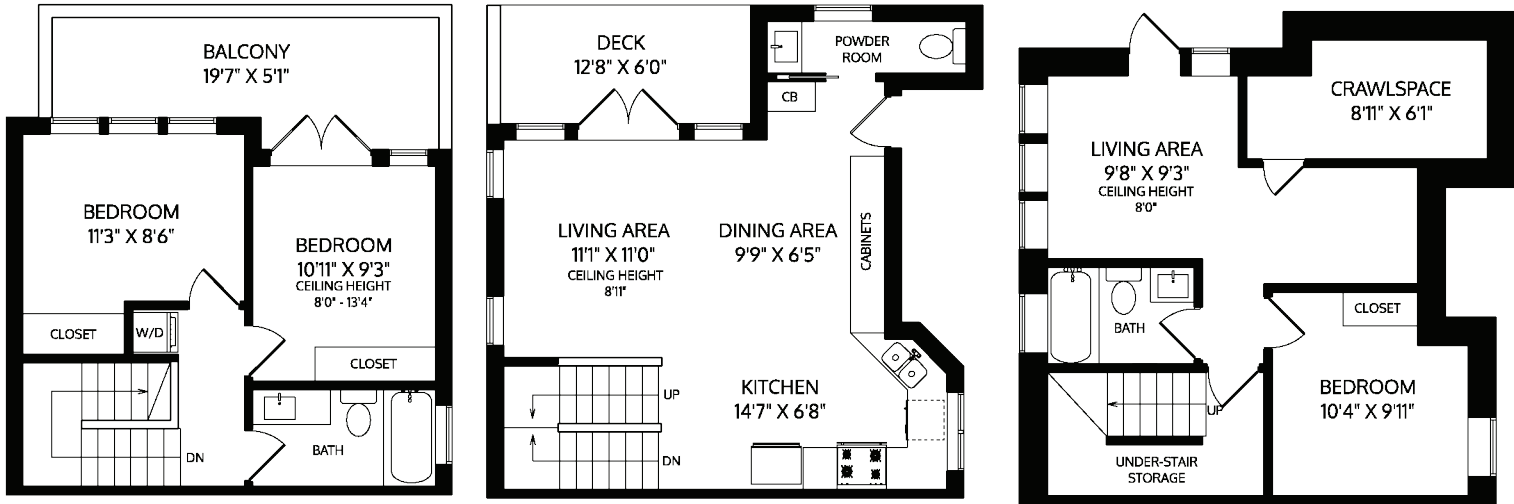 BALCONY
19'7" X 5'1"
BEDROOM
11'3" X 8'6"
BEDROOM
10'11" X 9'3"
CEILING HEIGHT
8'0" - 13'4"
CLOSET
W/D
CLOSET
BATH
DN
DECK
12'8" X 6'0"
POWDER
ROOM
CB
LIVING AREA
11'1" X 11'0"
CEILING HEIGHT
8'11"
DINING AREA
9'9" X 6'5"
CABINETS
KITCHEN
14'7" X 6'8"
UP
DN
CRAWLSPACE
8'11" X 6'1"
LIVING AREA
9'8" X 9'3"
CEILING HEIGHT
8'0"
BATH
CLOSET
BEDROOM
10'4" X 9'11"
UP
UNDER-STAIR
STORAGE